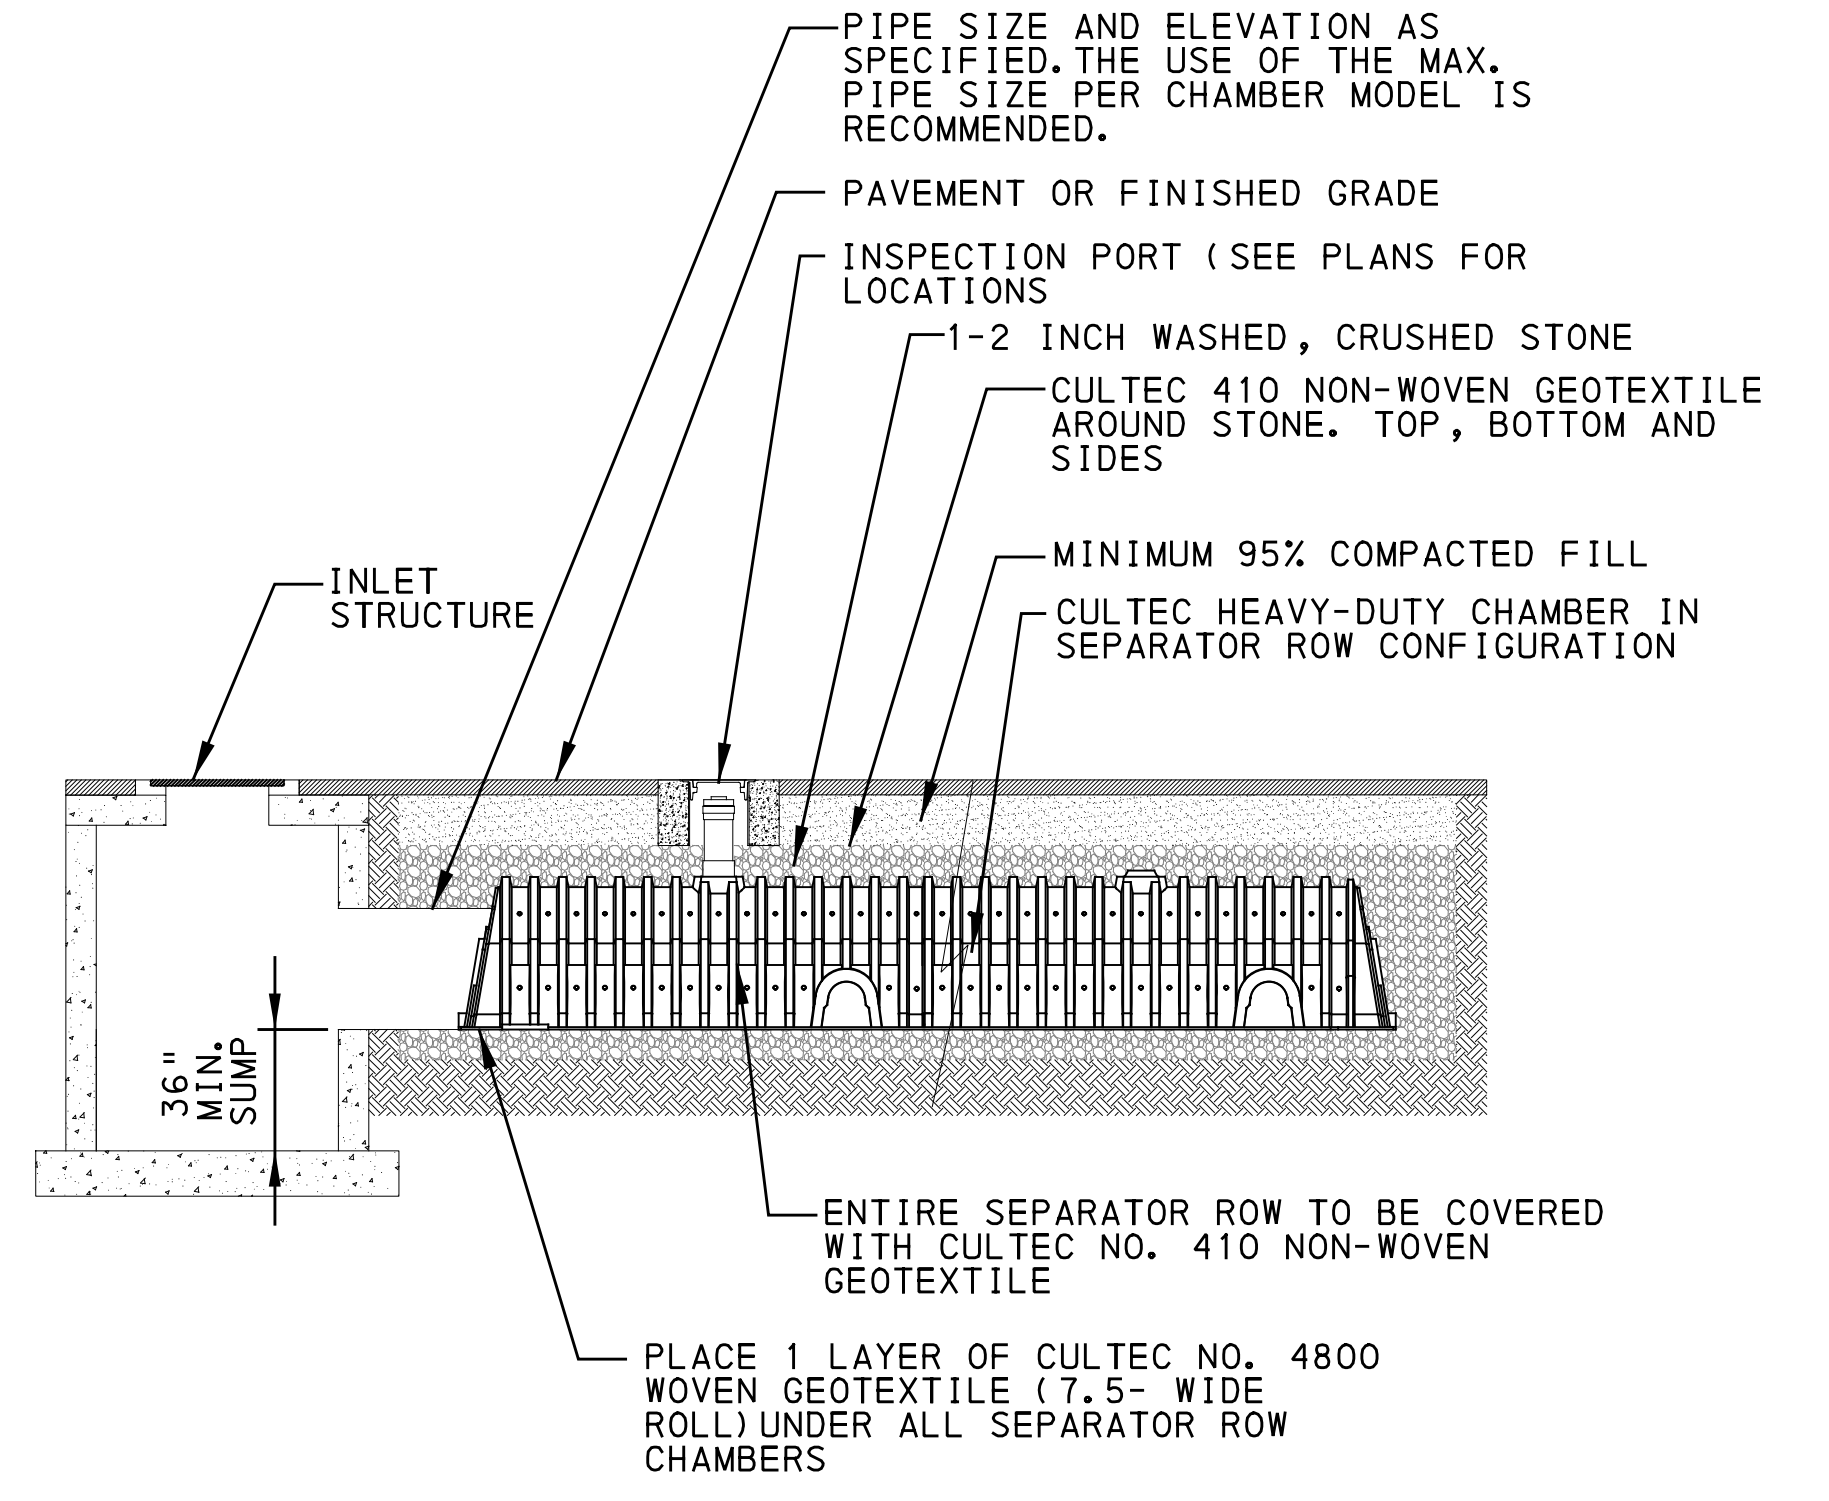 PIPE SIZE AND ELEVATION AS
SPECIFIED. THE USE OF THE MAX.
PIPE SIZE PER CHAMBER MODEL IS
RECOMMENDED.
PAVEMENT OR FINISHED GRADE
INSPECTION PORT (SEE PLANS FOR
LOCATIONS
1-2 INCH WASHED, CRUSHED STONE
CULTEC 410 NON-WOVEN GEOTEXTILE
AROUND STONE. TOP, BOTTOM AND
SIDES
MINIMUM 95% COMPACTED FILL
INLET
STRUCTURE
CULTEC HEAVY-DUTY CHAMBER IN
SEPARATOR ROW CONFIGURATION
36"
MIN.
SUMP
ENTIRE SEPARATOR ROW TO BE COVERED
WITH CULTEC NO. 410 NON-WOVEN
GEOTEXTILE
PLACE 1 LAYER OF CULTEC NO. 4800
WOVEN GEOTEXTILE (7.5- WIDE
ROLL) UNDER ALL SEPARATOR ROW
CHAMBERS